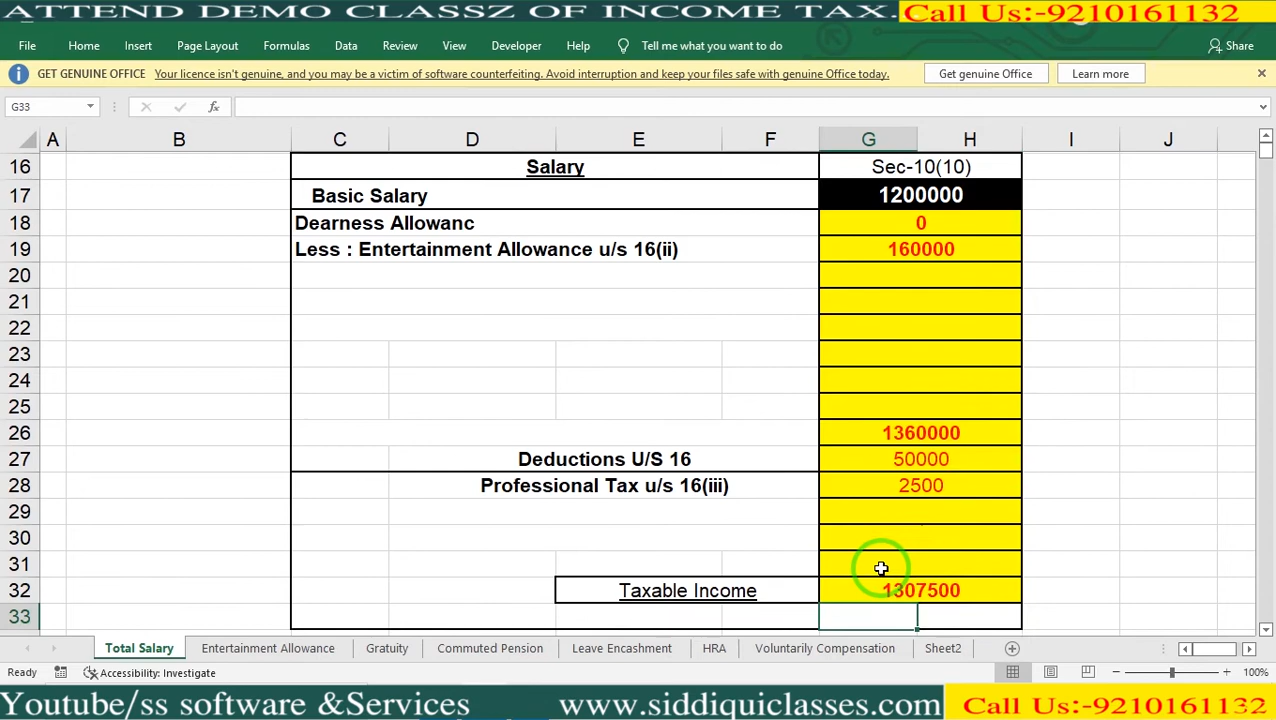 ATTEND DEMO CLASSZ OF INCOME TAX. Call Us:-9210161132
File Home Insert Page Layout Formulas Data Review View Developer Help Tell me what you want to do Share
GET GENUINE OFFICE Your licence isn't genuine, and you may be a victim of software counterfeiting. Avoid interruption and keep your files safe with genuine Office today. Get genuine Office Learn more
G33 fx
A B C D E F G H I J
16 Salary Sec-10(10)
17 Basic Salary 1200000
18 Dearness Allowanc 0
19 Less : Entertainment Allowance u/s 16(ii) 160000
20
21
22
23
24
25
26 1360000
27 Deductions U/S 16 50000
28 Professional Tax u/s 16(iii) 2500
29
30
31
32 Taxable Income 1307500
33
Total Salary Entertainment Allowance Gratuity Commuted Pension Leave Encashment HRA Voluntarily Compensation Sheet2
Ready Accessibility: Investigate 100%
Youtube/ss software &Services www.siddiquiclasses.com Call Us:-9210161132